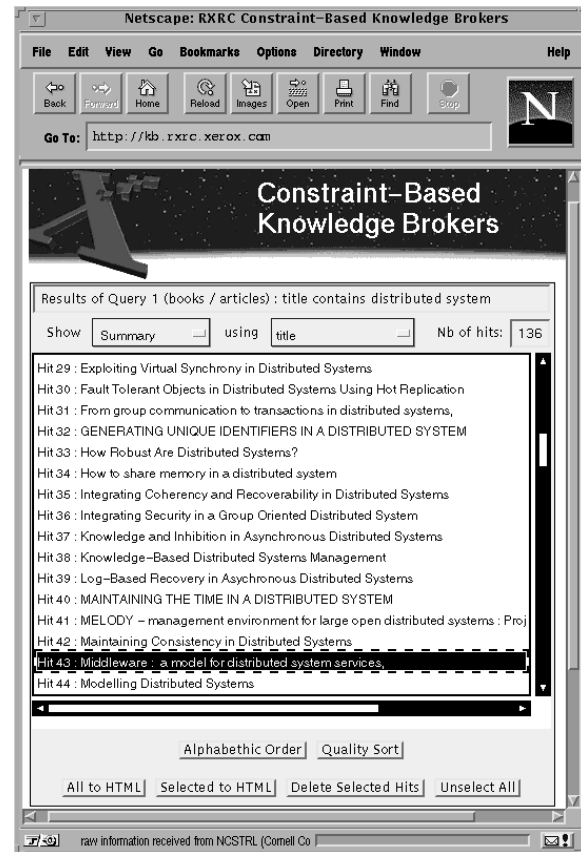 Netscape: RXRC Constraint-Based Knowledge Brokers
File Edit View Go Bookmarks Options Directory Window Help
Back Forward Home Reload Images Open Print Find Stop
N
Go To: http://kb.rxrc.xerox.com
Constraint-Based
Knowledge Brokers
Results of Query 1 (books / articles) : title contains distributed system
Show Summary using title Nb of hits: 136
Hit 29 : Exploiting Virtual Synchrony in Distributed Systems
Hit 30 : Fault Tolerant Objects in Distributed Systems Using Hot Replication
Hit 31 : From group communication to transactions in distributed systems,
Hit 32 : GENERATING UNIQUE IDENTIFIERS IN A DISTRIBUTED SYSTEM
Hit 33 : How Robust Are Distributed Systems?
Hit 34 : How to share memory in a distributed system
Hit 35 : Integrating Coherency and Recoverability in Distributed Systems
Hit 36 : Integrating Security in a Group Oriented Distributed System
Hit 37 : Knowledge and Inhibition in Asynchronous Distributed Systems
Hit 38 : Knowledge-Based Distributed Systems Management
Hit 39 : Log-Based Recovery in Asychronous Distributed Systems
Hit 40 : MAINTAINING THE TIME IN A DISTRIBUTED SYSTEM
Hit 41 : MELODY - management environment for large open distributed systems : Proj
Hit 42 : Maintaining Consistency in Distributed Systems
Hit 43 : Middleware : a model for distributed system services,
Hit 44 : Modelling Distributed Systems
Alphabethic Order Quality Sort
All to HTML Selected to HTML Delete Selected Hits Unselect All
raw information received from NCSTRL (Cornell Co